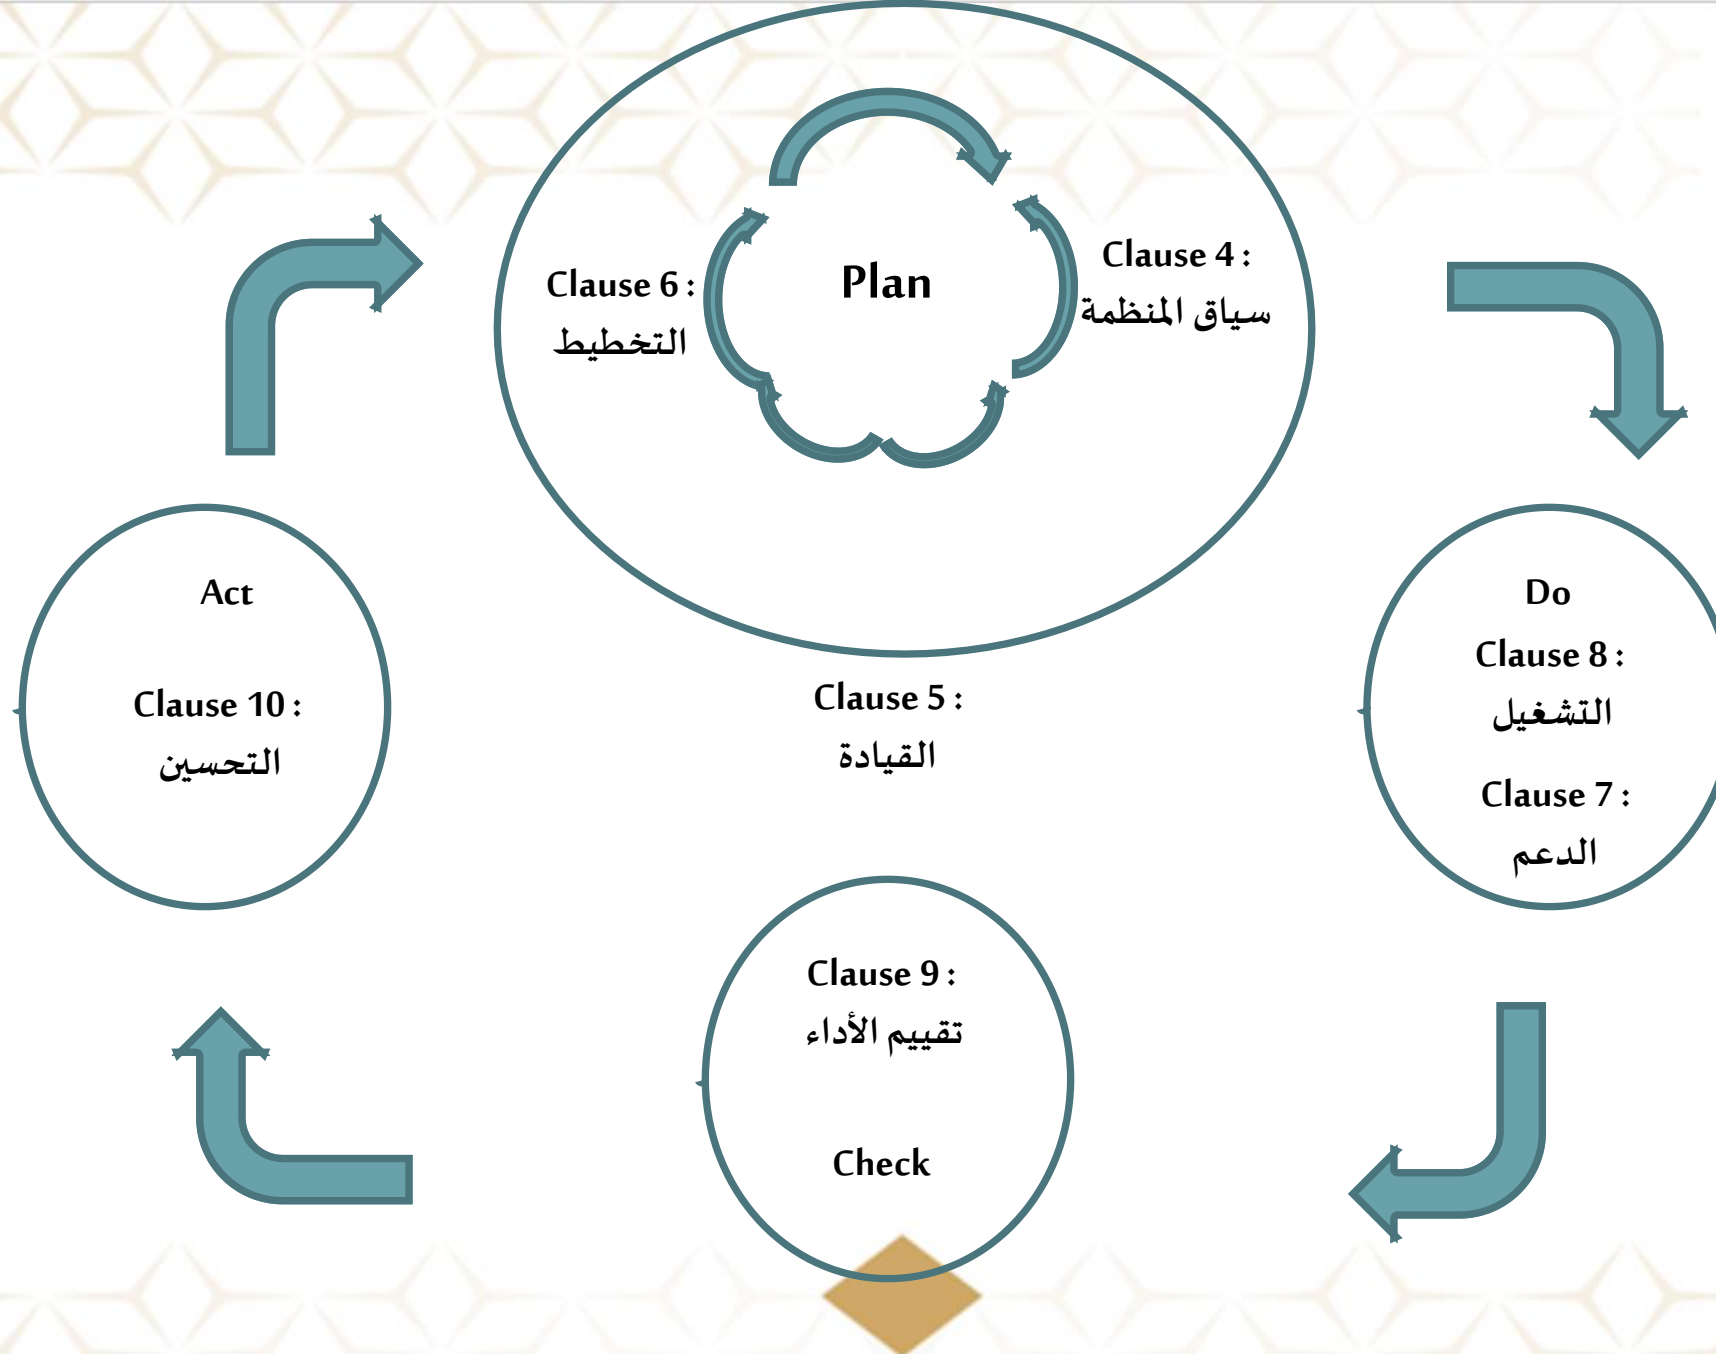 Plan
Clause 4 :
سياق المنظمة
Clause 6 :
التخطيط
Act
Clause 10 :
التحسين
Clause 5 :
القيادة
Do
Clause 8 :
التشغيل
Clause 7 :
الدعم
Clause 9 :
تقييم الأداء
Check